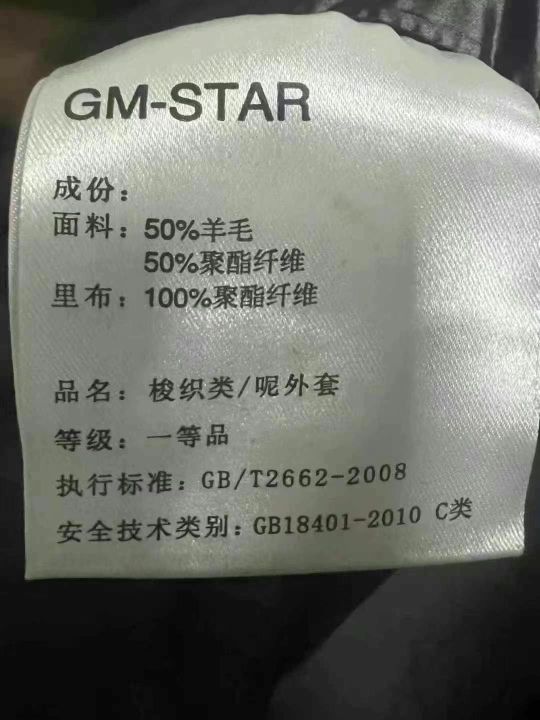 GM-STAR
成份：
面料：50%羊毛
50%聚酯纤维
里布：100%聚酯纤维
品名：梭织类/呢外套
等级：一等品
执行标准：GB/T2662-2008
安全技术类别：GB18401-2010 C类